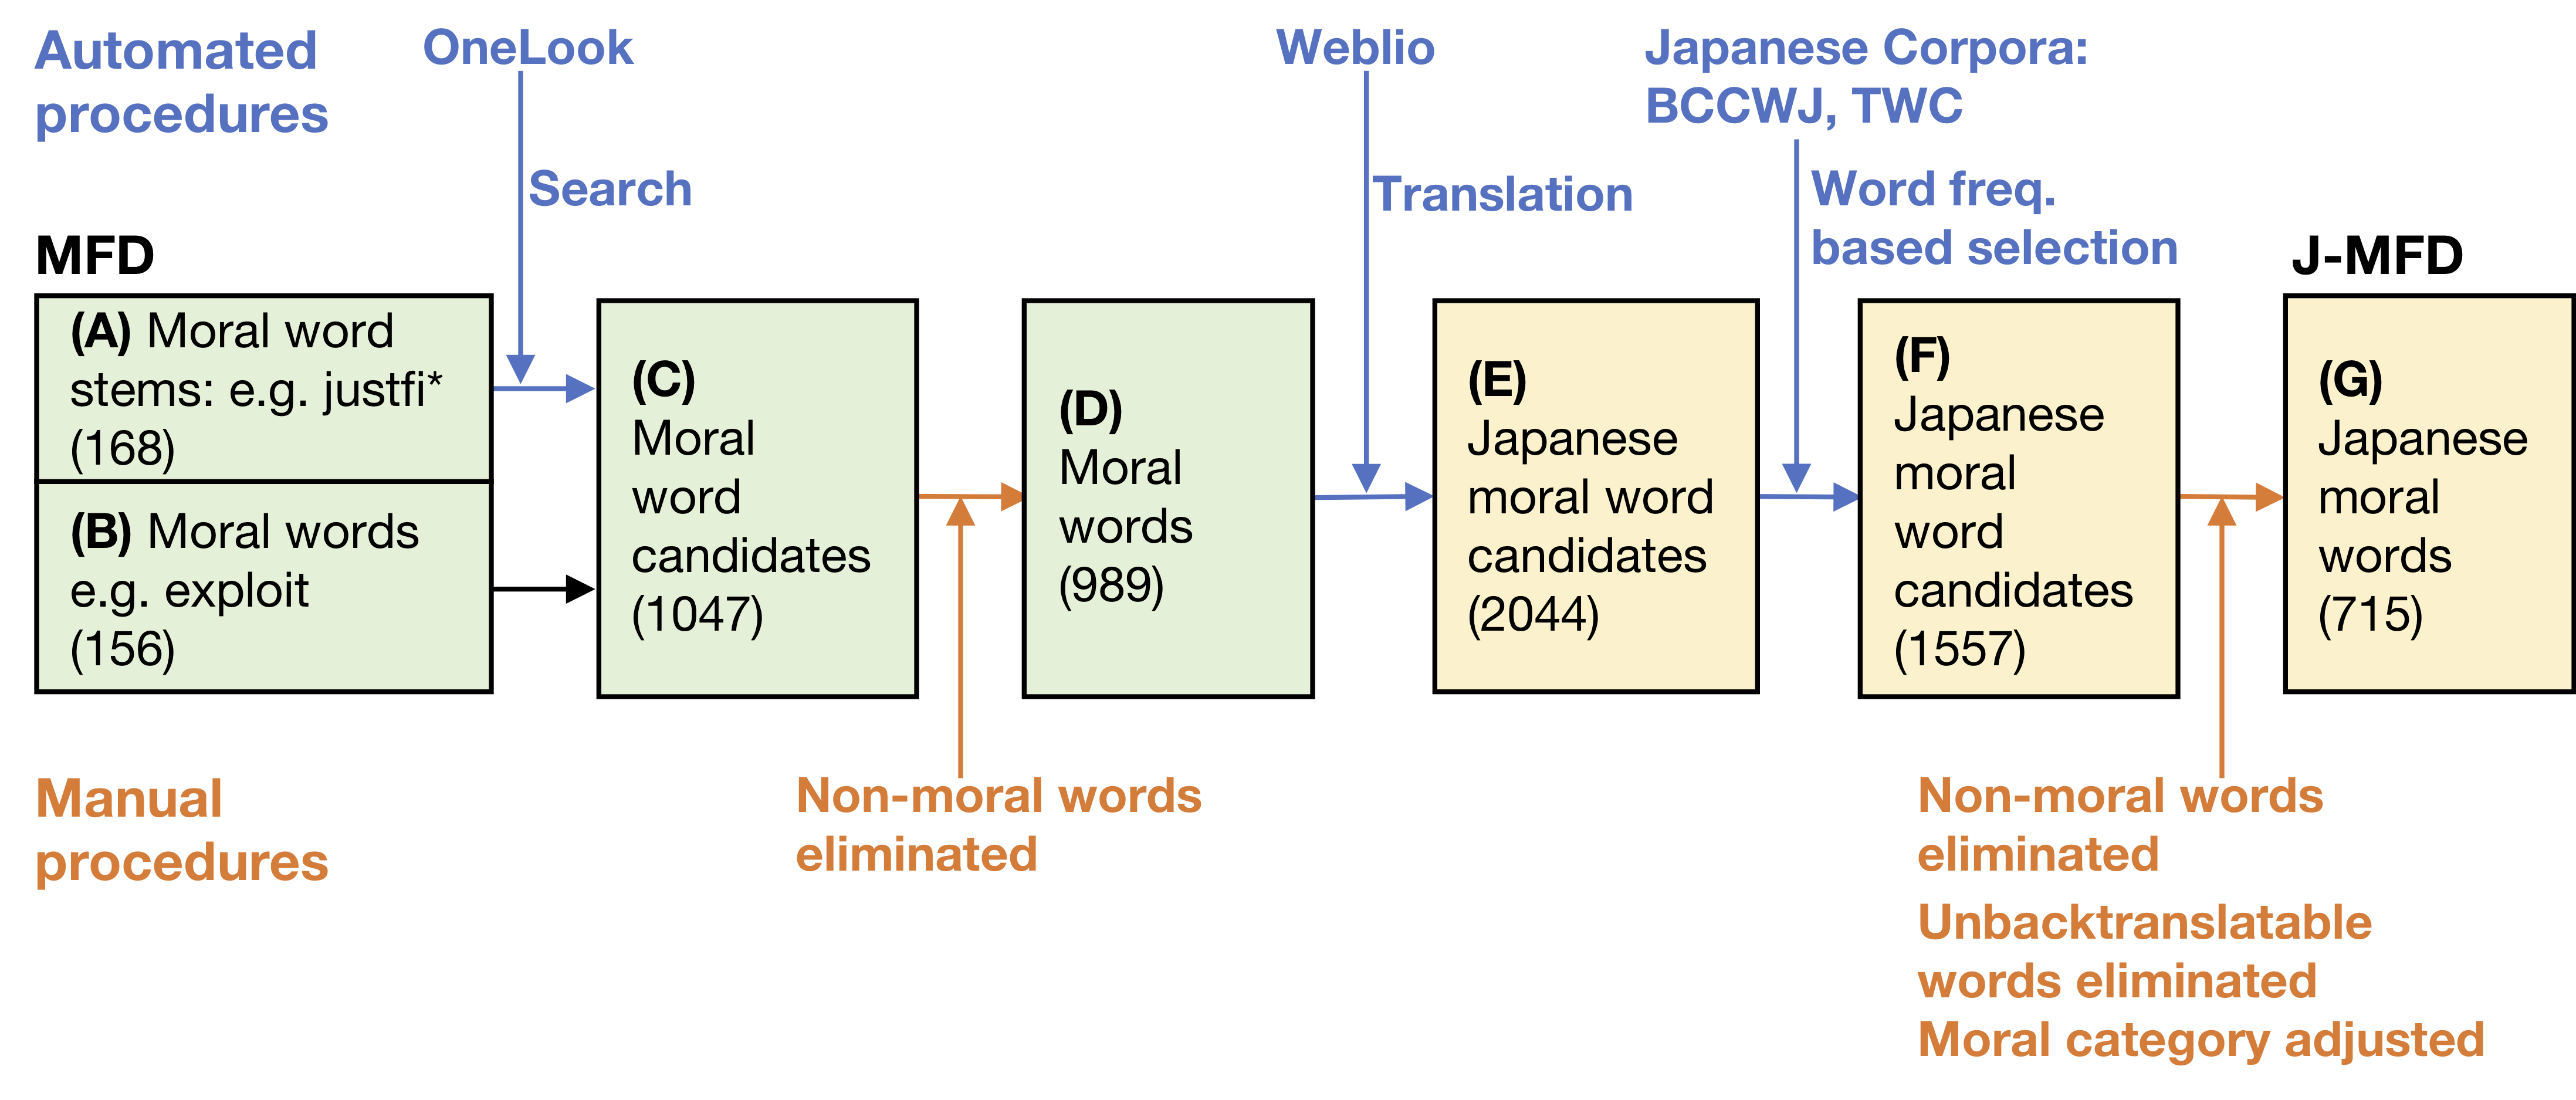 Automated
procedures
OneLook
Search
Weblio
Translation
Japanese Corpora:
BCCWJ, TWC
Word freq.
based selection
MFD
(A) Moral word
stems: e.g. justfi*
(168)
(B) Moral words
e.g. exploit
(156)
(C)
Moral
word
candidates
(1047)
(D)
Moral
words
(989)
(E)
Japanese
moral word
candidates
(2044)
(F)
Japanese
moral
word
candidates
(1557)
J-MFD
(G)
Japanese
moral
words
(715)
Manual
procedures
Non-moral words
eliminated
Non-moral words
eliminated
Unbacktranslatable
words eliminated
Moral category adjusted